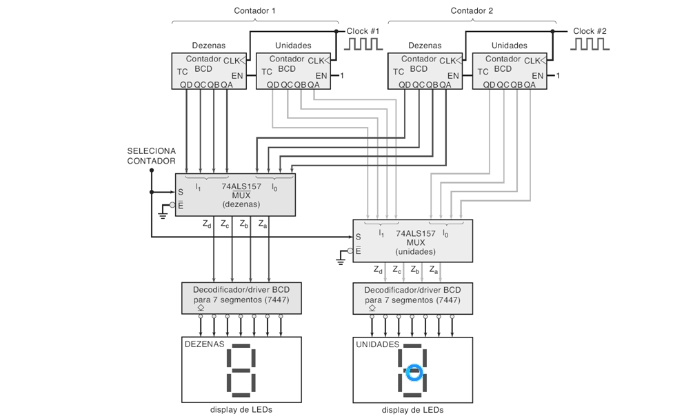 Contador 1
Contador 2
Clock #1
Clock #2
Dezenas
Unidades
Dezenas
Unidades
Contador CLK
BCD
TC
EN
QD QC QB QA
Contador CLK
BCD
TC
EN
1
QD QC QB QA
Contador CLK
BCD
TC
EN
QD QC QB QA
Contador CLK
BCD
TC
EN
1
QD QC QB QA
SELECIONA
CONTADOR
I1
74ALS157
I0
MUX
(dezenas)
S
E
Zd Zc Zb Za
I1
74ALS157
I0
MUX
(unidades)
S
E
Zd Zc Zb Za
Decodificador/driver BCD
para 7 segmentos (7447)
Decodificador/driver BCD
para 7 segmentos (7447)
DEZENAS
UNIDADES
display de LEDs
display de LEDs